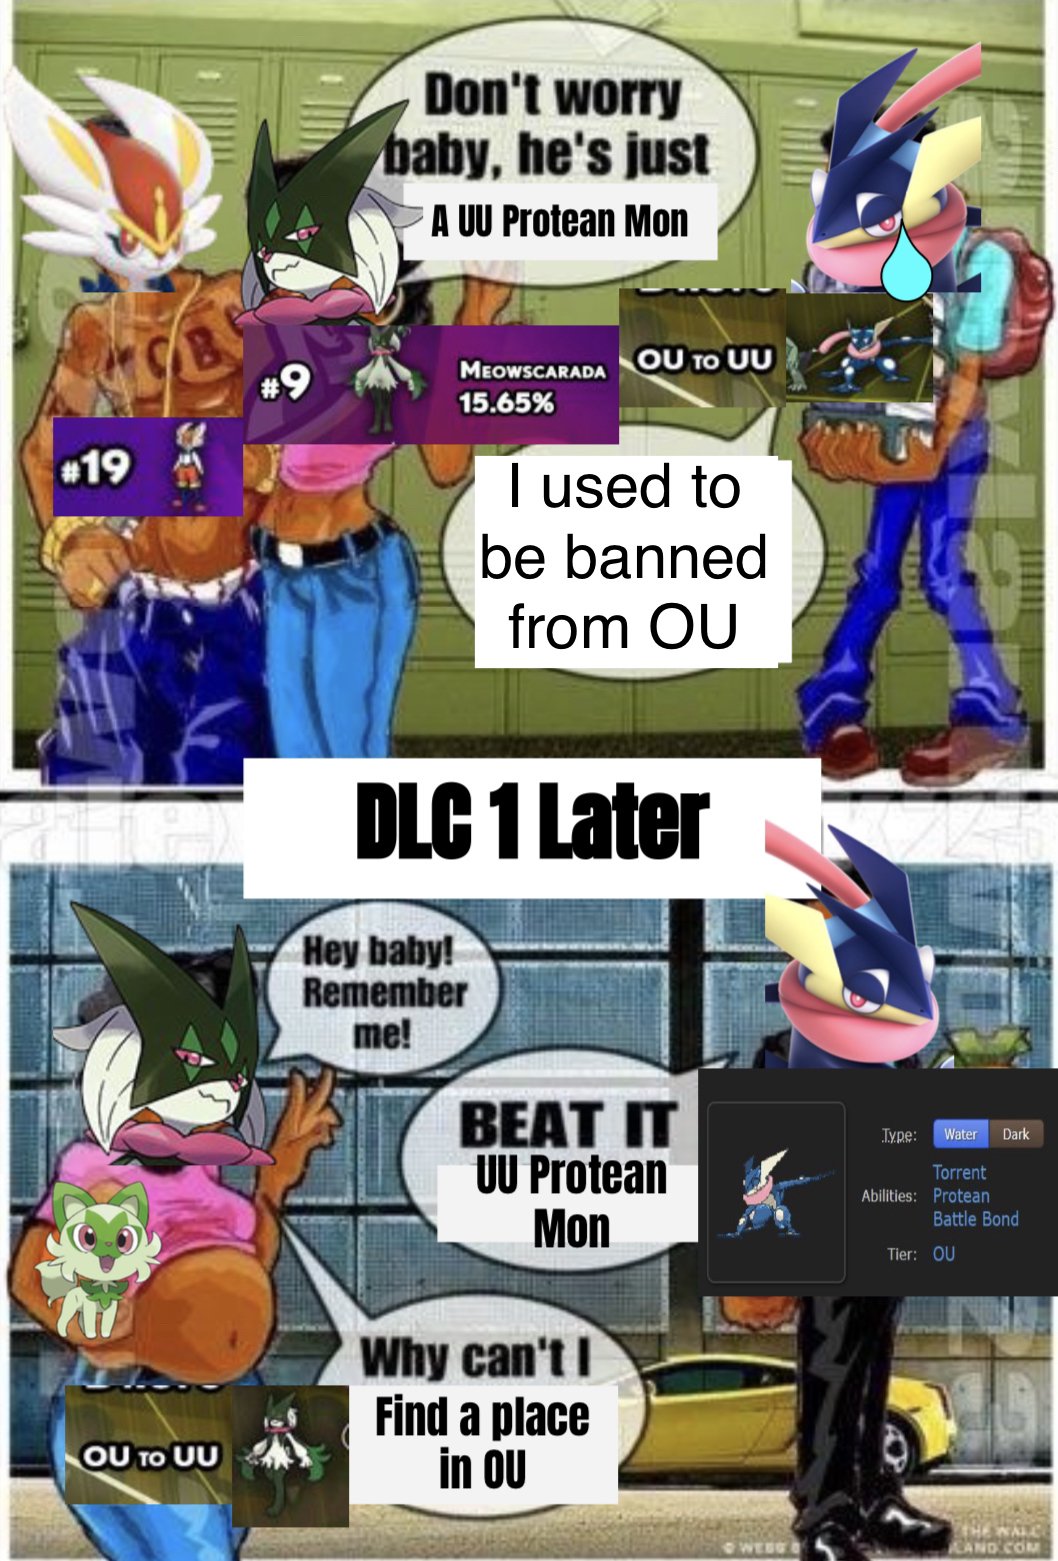 Don't worry
baby, he's just
A UU Protean Mon
#9
MEOWSCARADA
15.65%
OU TO UU
#19
I used to
be banned
from OU
DLC 1 Later
Hey baby!
Remember
me!
BEAT IT
UU Protean
Mon
Type: Water Dark
Abilities: Torrent
Protean
Battle Bond
Tier: OU
Why can't I
Find a place
in OU
OU TO UU
THE WALL